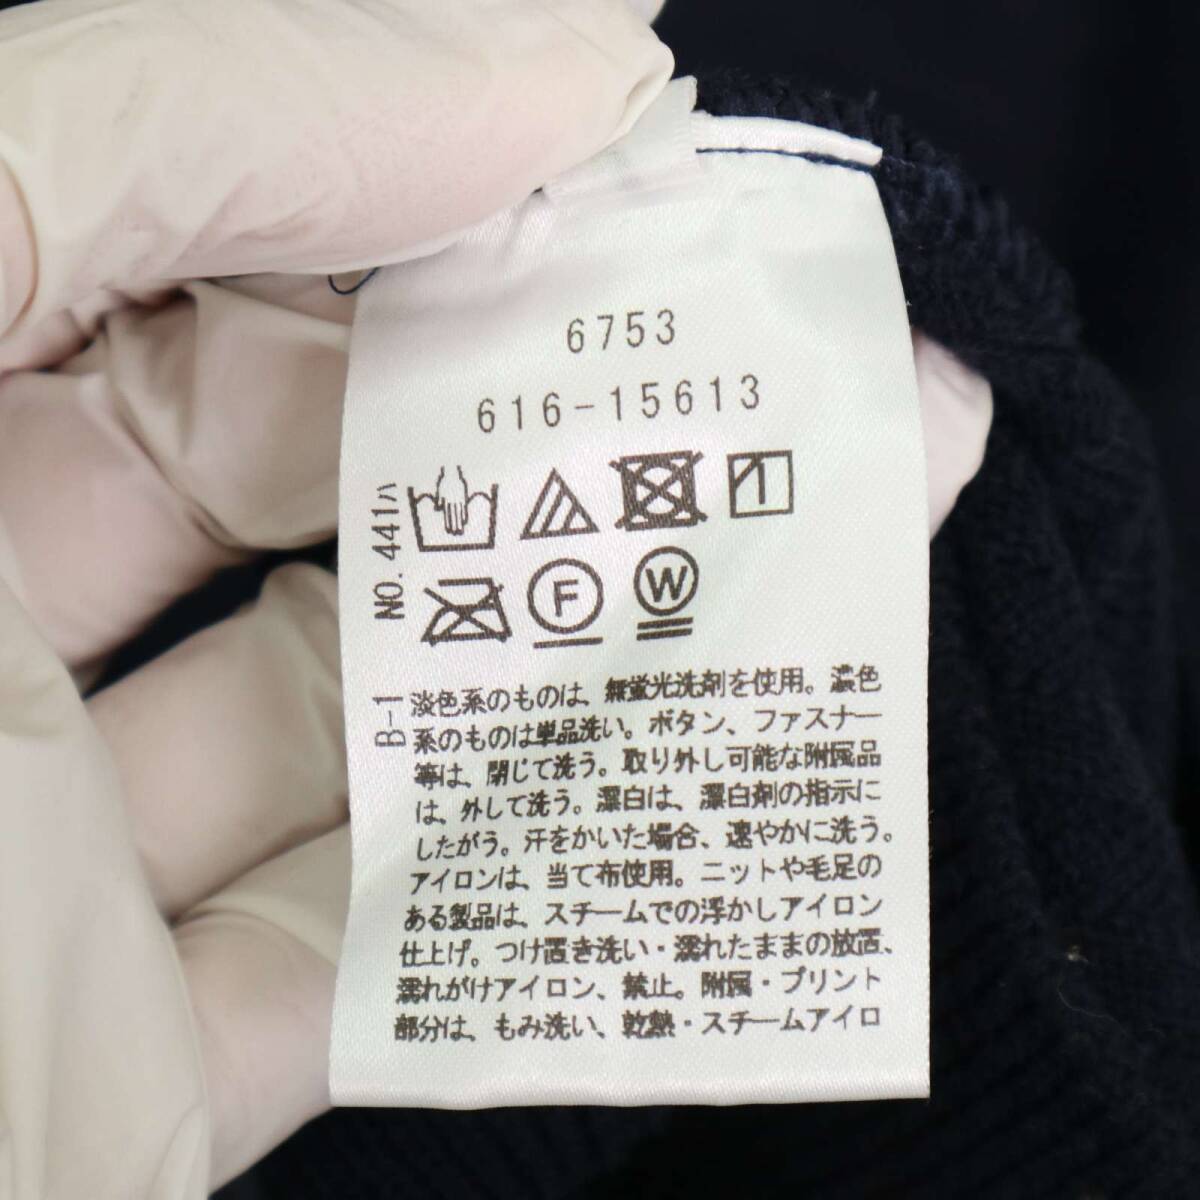 6753
616-15613
NO. 441ハ
F
W
B-1
淡色系のものは、無蛍光洗剤を使用。濃色
系のものは単品洗い。ボタン、ファスナー
等は、閉じて洗う。取り外し可能な附属品
は、外して洗う。漂白は、漂白剤の指示に
したがう。汗をかいた場合、速やかに洗う。
アイロンは、当て布使用。ニットや毛足の
ある製品は、スチームでの浮かしアイロン
仕上げ。つけ置き洗い・濡れたままの放置、
濡れがけアイロン、禁止。附属・プリント
部分は、もみ洗い、乾熱・スチームアイロ